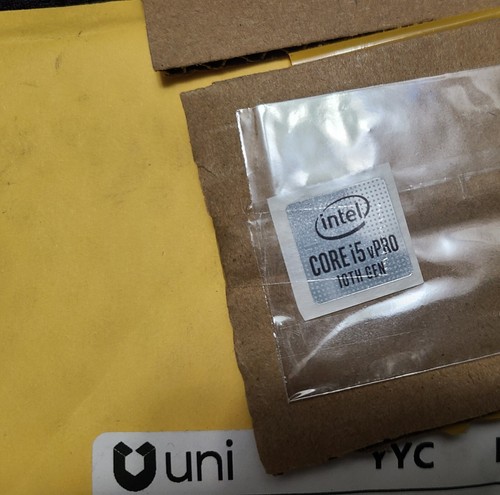 intel
CORE i5 vPRO
10TH GEN
uni
YYC